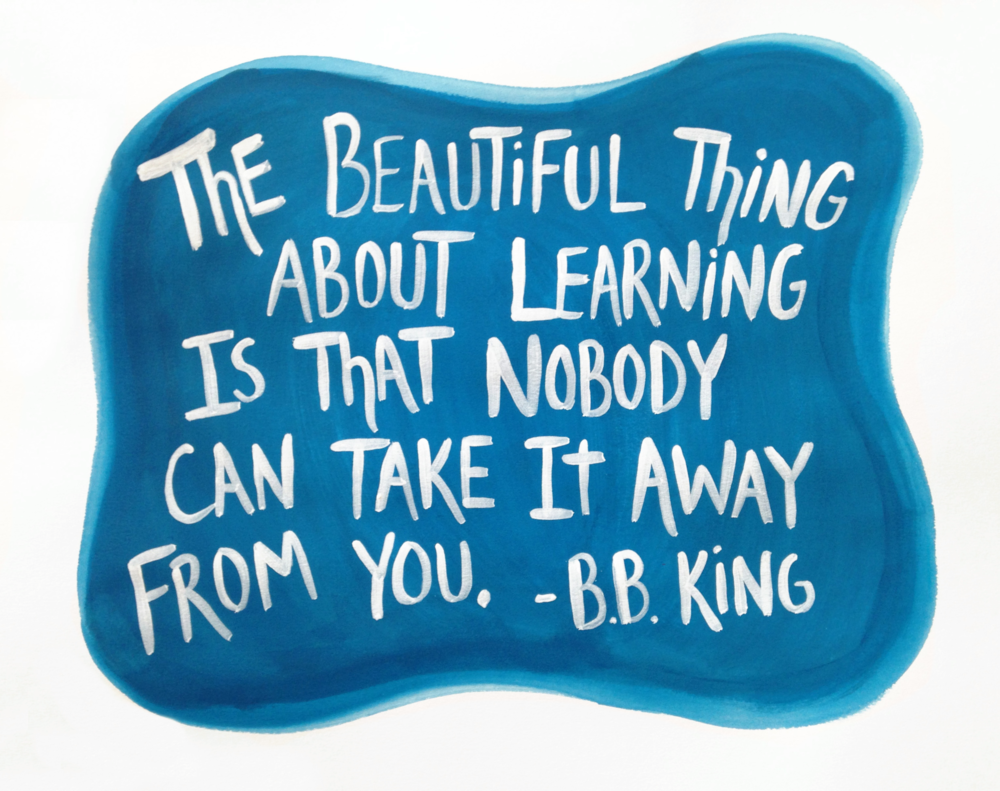 THE BEAUTiFUL THiNG
ABOUT LEARNiNG
IS THAT NOBODY
CAN TAKE It AWAY
FROM YOU. -B.B. KiNG